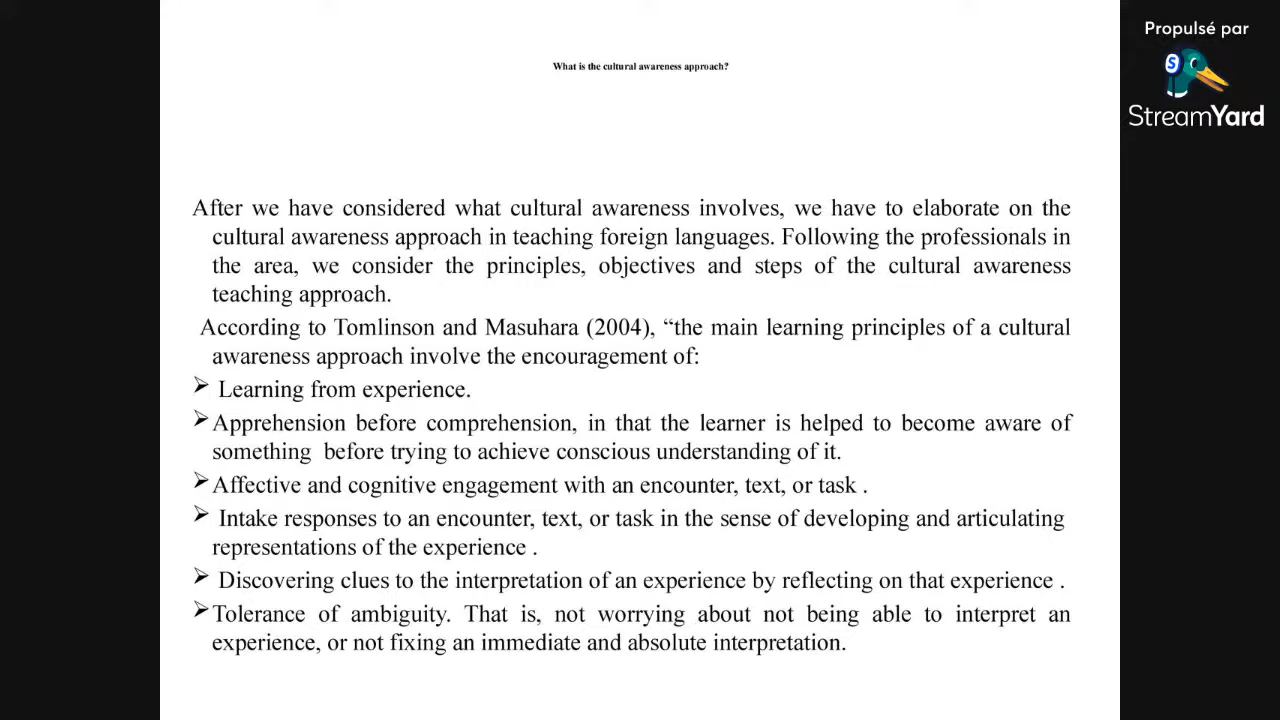 Propulsé par
StreamYard
What is the cultural awareness approach?
After we have considered what cultural awareness involves, we have to elaborate on the
cultural awareness approach in teaching foreign languages. Following the professionals in
the area, we consider the principles, objectives and steps of the cultural awareness
teaching approach.
According to Tomlinson and Masuhara (2004), “the main learning principles of a cultural
awareness approach involve the encouragement of:
➢ Learning from experience.
➢ Apprehension before comprehension, in that the learner is helped to become aware of
something before trying to achieve conscious understanding of it.
➢ Affective and cognitive engagement with an encounter, text, or task .
➢ Intake responses to an encounter, text, or task in the sense of developing and articulating
representations of the experience .
➢ Discovering clues to the interpretation of an experience by reflecting on that experience .
➢ Tolerance of ambiguity. That is, not worrying about not being able to interpret an
experience, or not fixing an immediate and absolute interpretation.